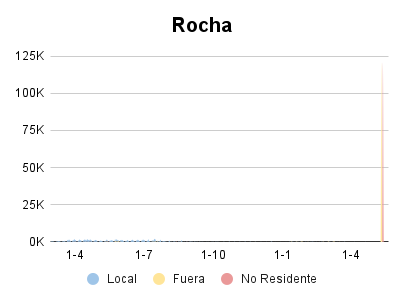 Rocha
125K
100K
75K
50K
25K
0K
1-4 1-7 1-10 1-1 1-4
Local Fuera No Residente